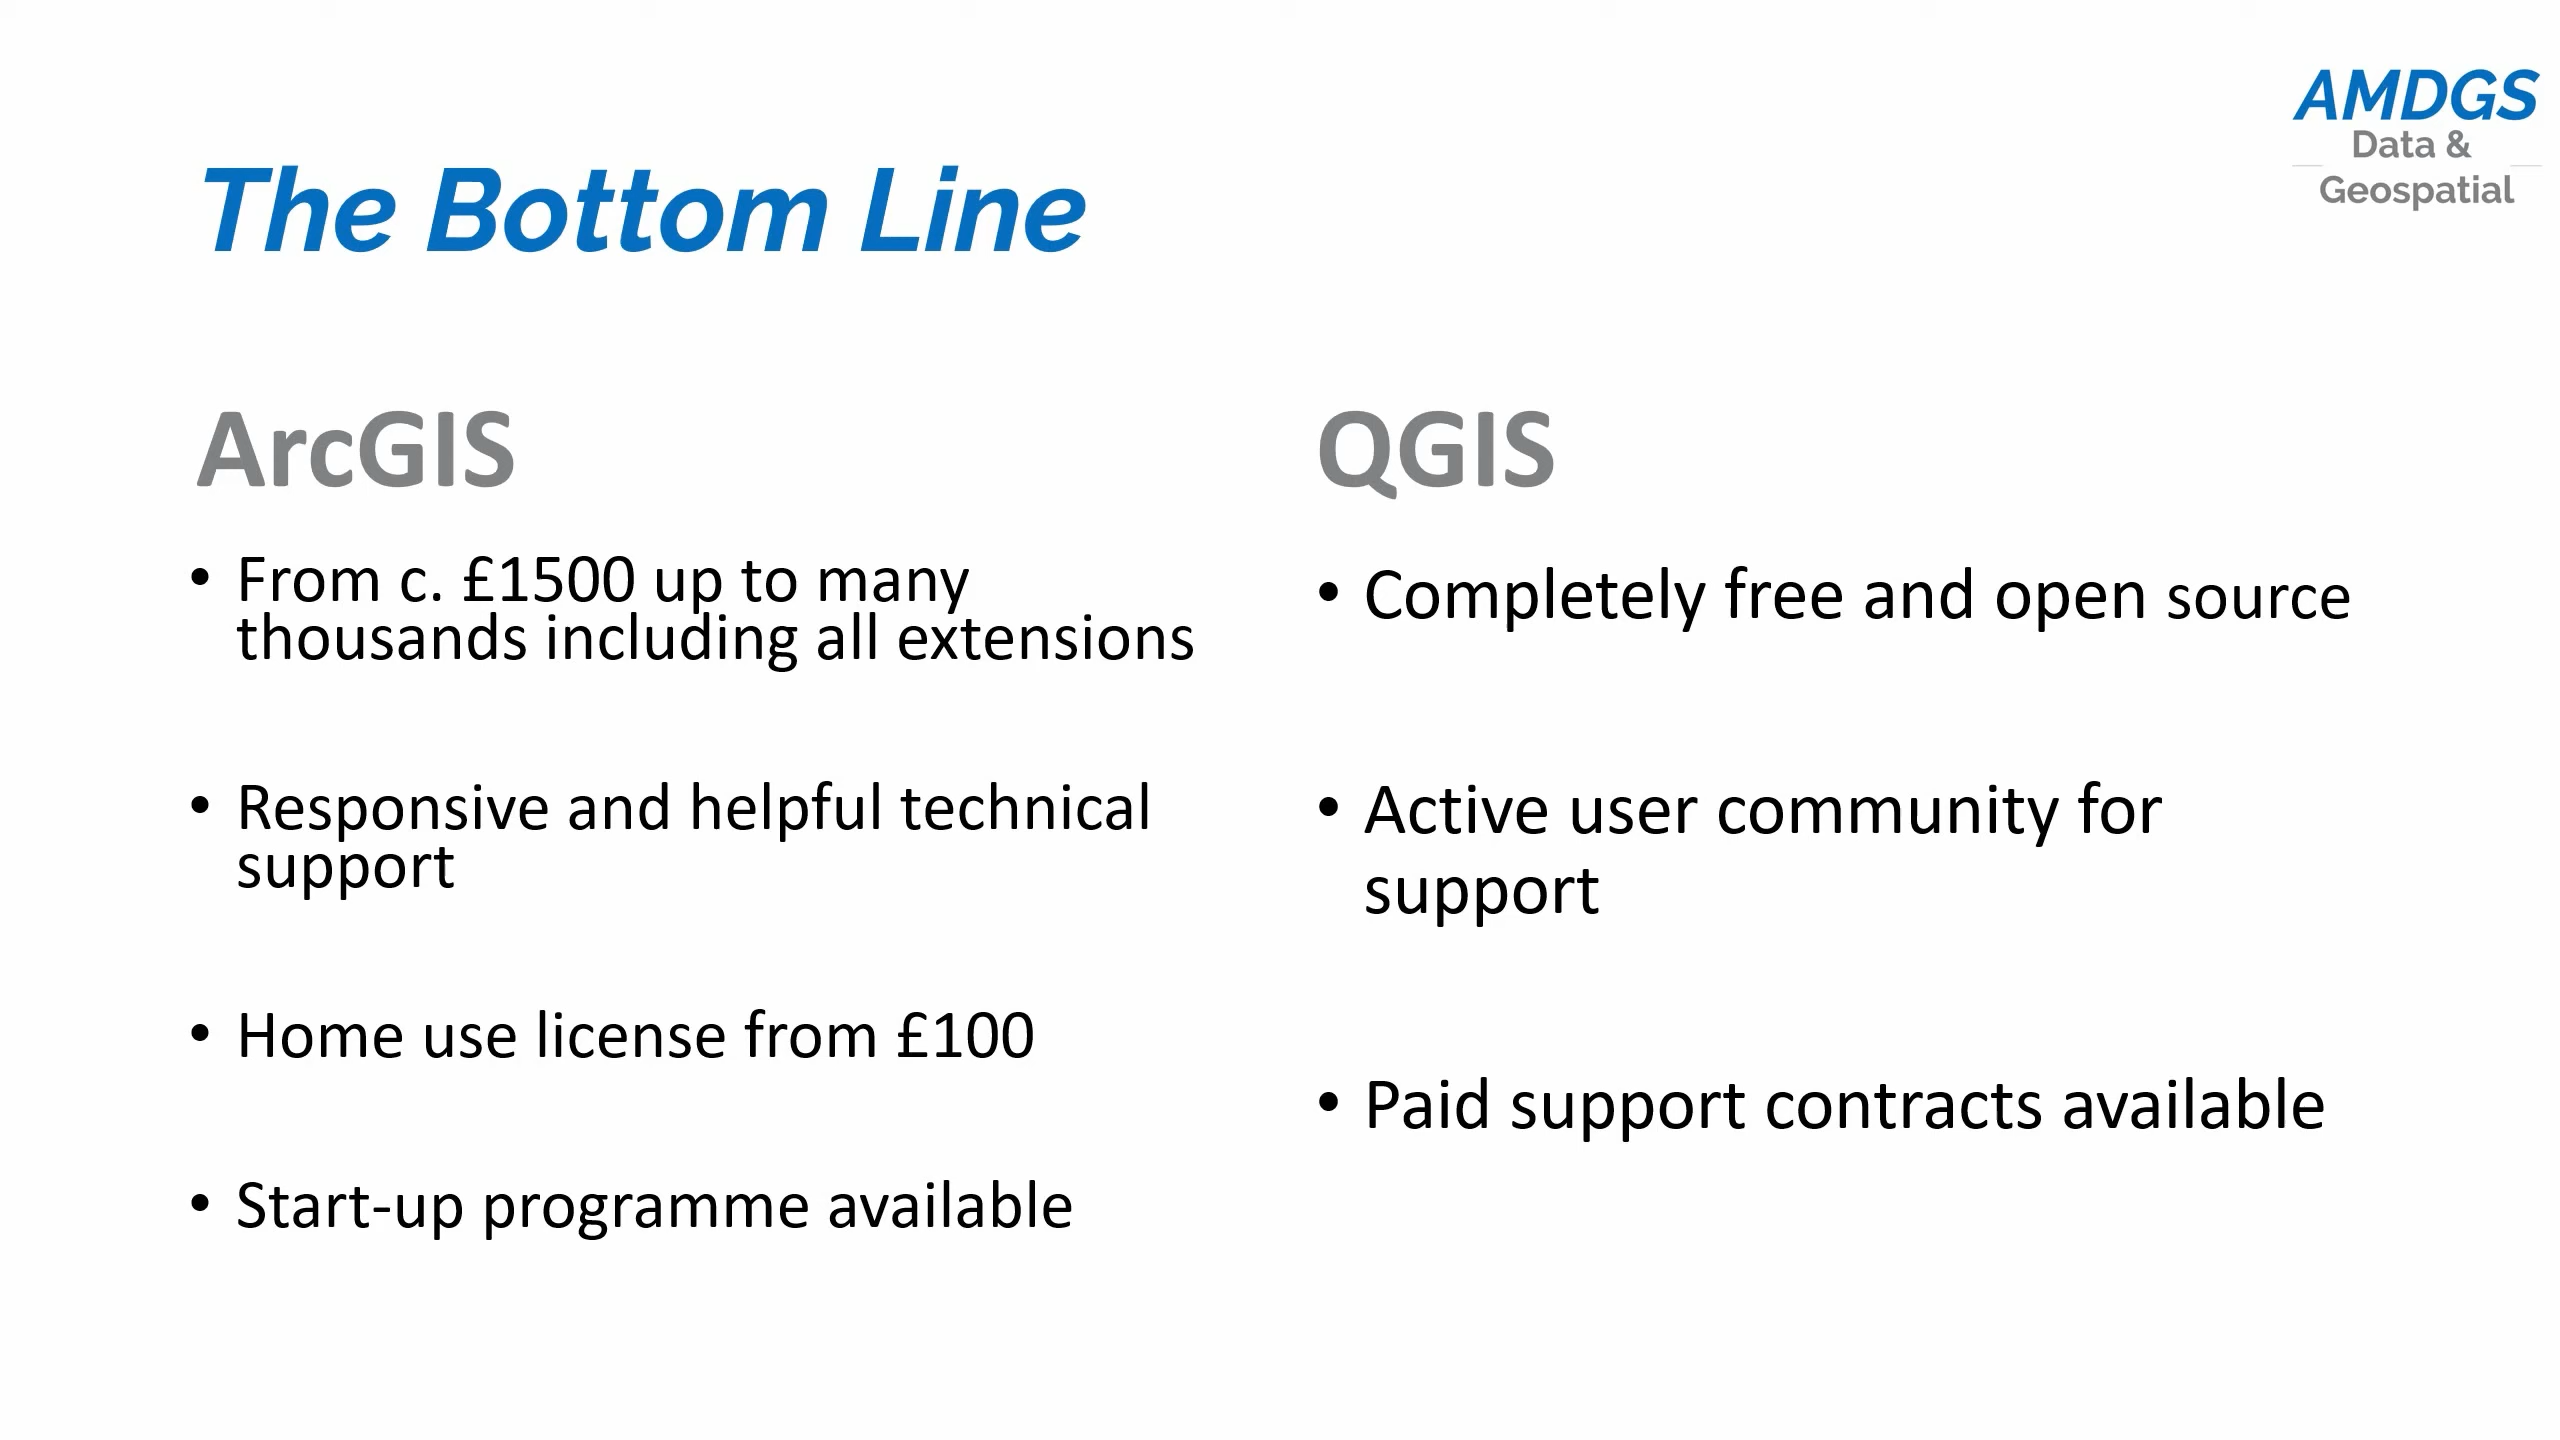 AMDGS
Data &
Geospatial
The Bottom Line
ArcGIS
• From c. £1500 up to many
thousands including all extensions
• Responsive and helpful technical
support
• Home use license from £100
• Start-up programme available
QGIS
• Completely free and open source
• Active user community for
support
• Paid support contracts available